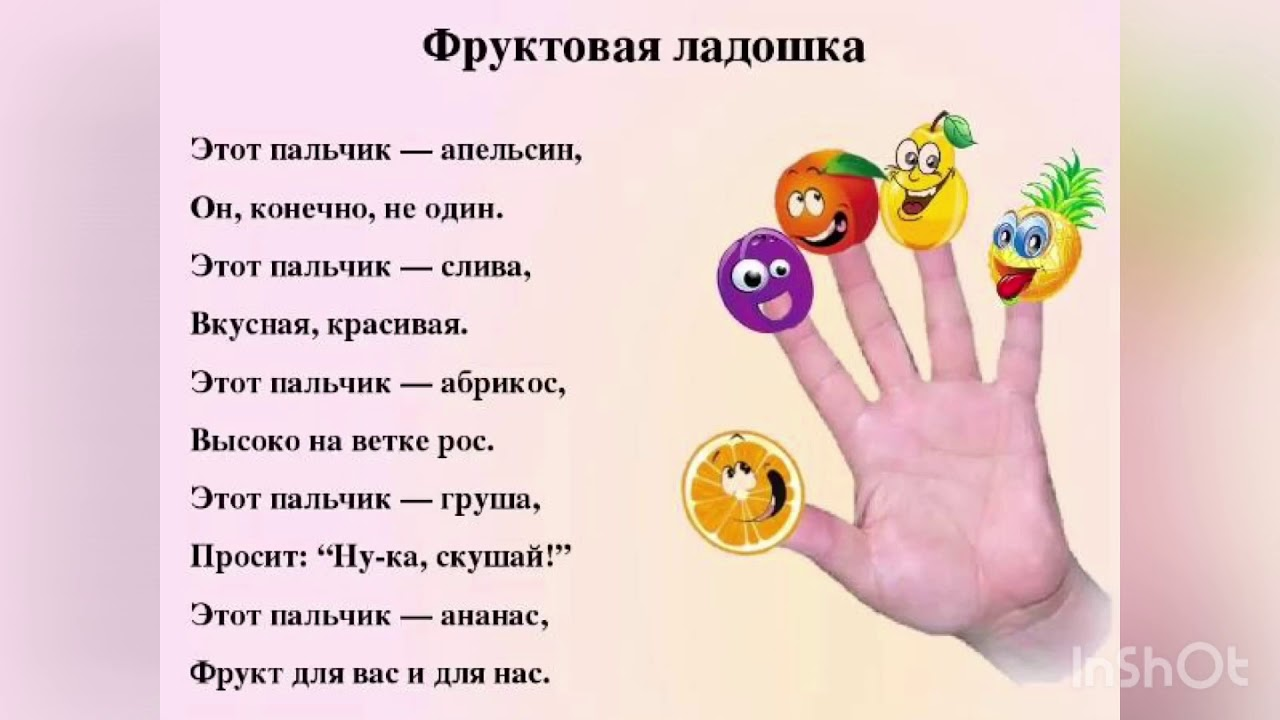 Фруктовая ладошка
Этот пальчик — апельсин,
Он, конечно, не один.
Этот пальчик — слива,
Вкусная, красивая.
Этот пальчик — абрикос,
Высоко на ветке рос.
Этот пальчик — груша,
Просит: “Ну-ка, скушай!”
Этот пальчик — ананас,
Фрукт для вас и для нас.
InShOt